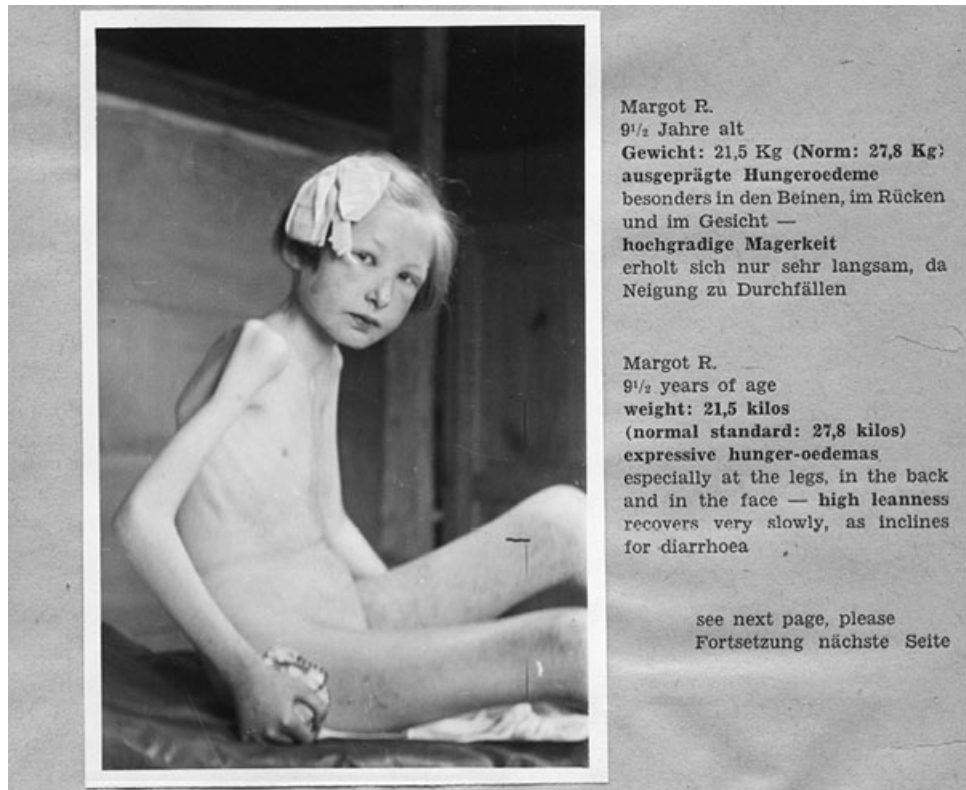 Margot R.
9½ Jahre alt
Gewicht: 21,5 Kg (Norm: 27,8 Kg)
ausgeprägte Hungeroedeme
besonders in den Beinen, im Rücken
und im Gesicht —
hochgradige Magerkeit
erholt sich nur sehr langsam, da
Neigung zu Durchfällen
Margot R.
9½ years of age
weight: 21,5 kilos
(normal standard: 27,8 kilos)
expressive hunger-oedemas
especially at the legs, in the back
and in the face — high leanness
recovers very slowly, as inclines
for diarrhoea
see next page, please
Fortsetzung nächste Seite